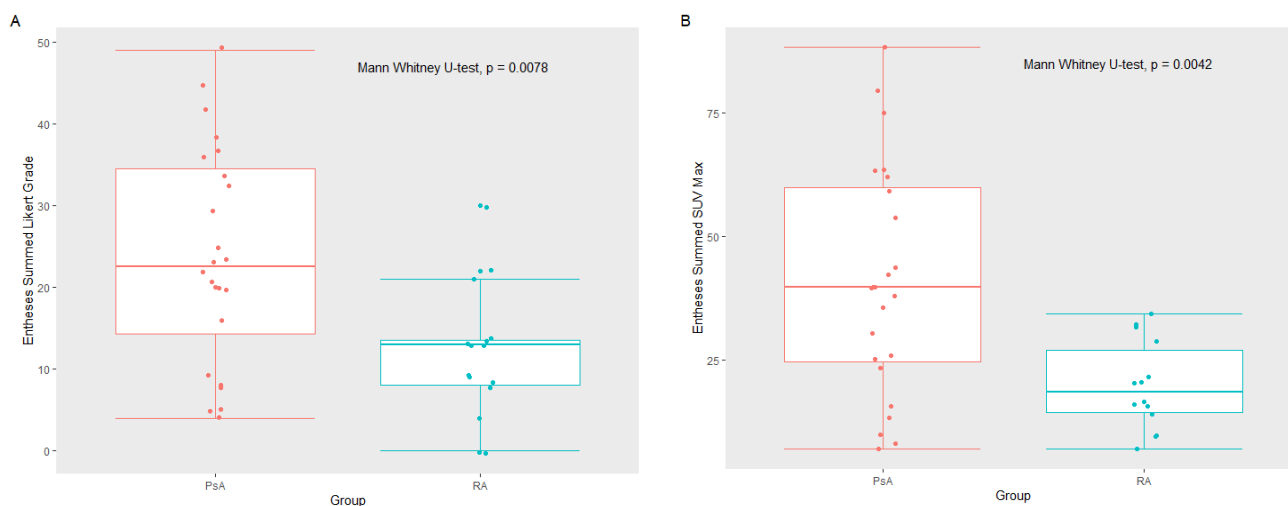 A
Mann Whitney U-test, p = 0.0078
Entheses Summed Likert Grade
50
40
30
20
10
0
PsA
RA
Group
B
Mann Whitney U-test, p = 0.0042
Entheses Summed SUV Max
75
50
25
PsA
RA
Group